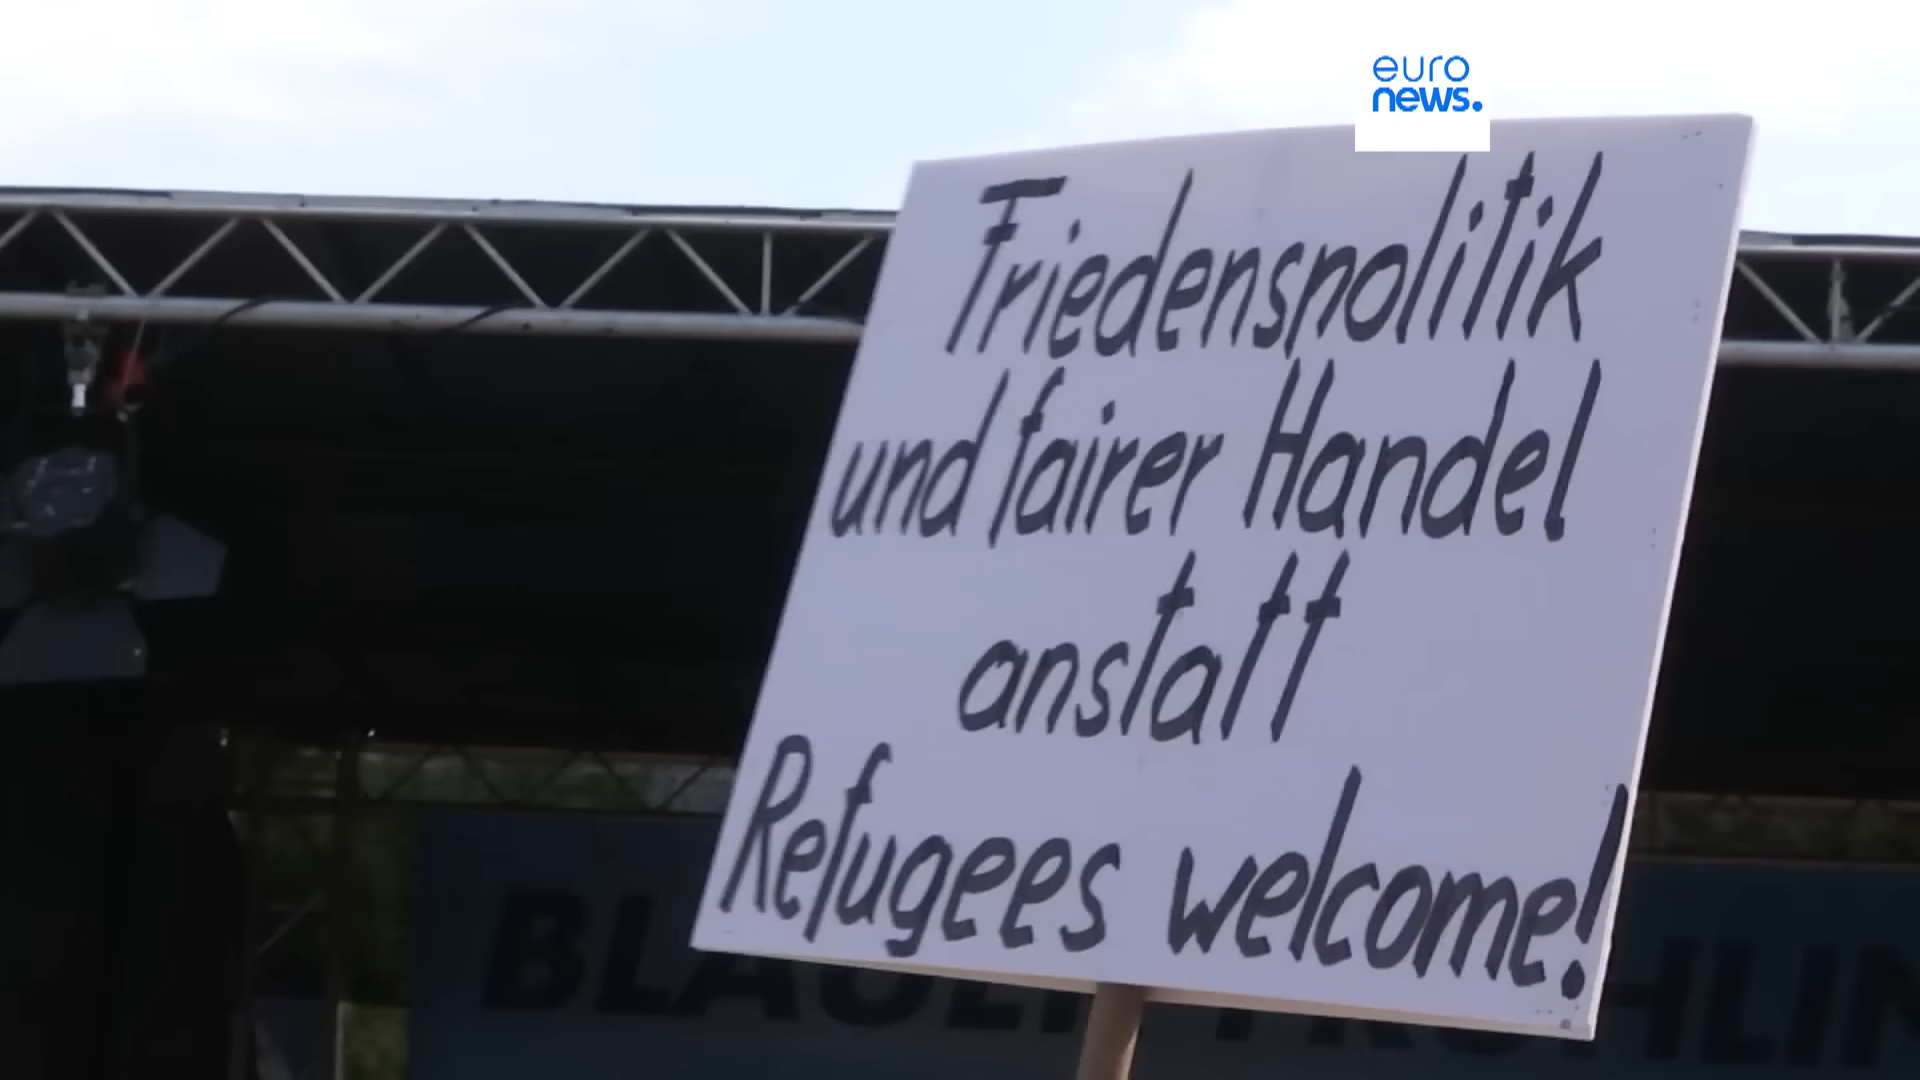 euro
news.
Friedenspolitik
und fairer Handel
anstatt
Refugees welcome!